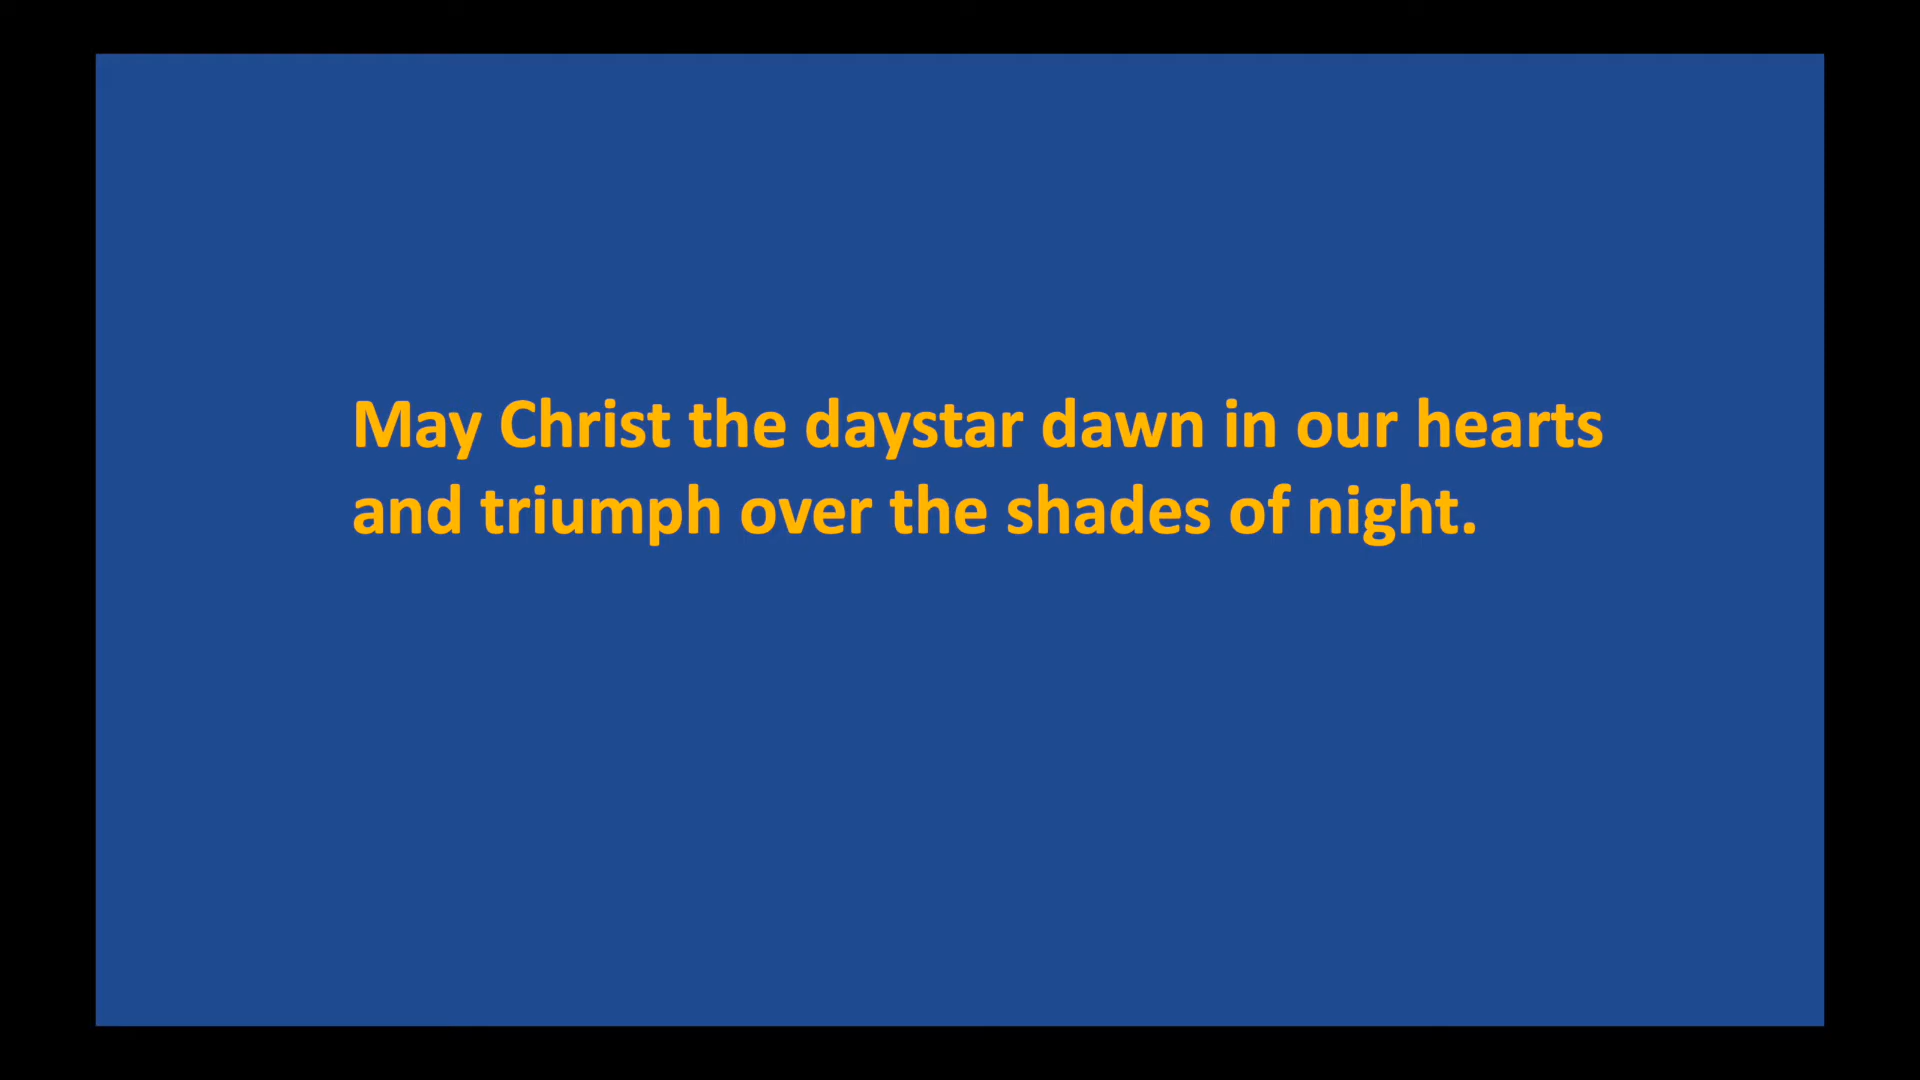 May Christ the daystar dawn in our hearts
and triumph over the shades of night.